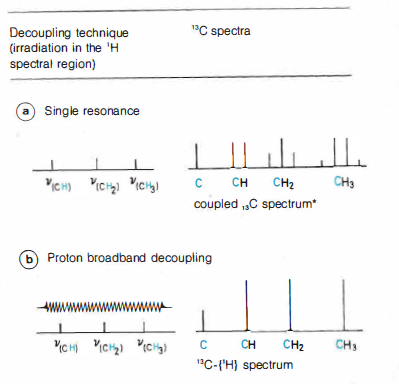 Decoupling technique ¹³C spectra
(irradiation in the ¹H
spectral region)
a Single resonance
ν(CH) ν(CH₂) ν(CH₃) C CH CH₂ CH₃
coupled ₁₃C spectrum*
b Proton broadband decoupling
ν(CH) ν(CH₂) ν(CH₃) C CH CH₂ CH₃
¹³C-{¹H} spectrum